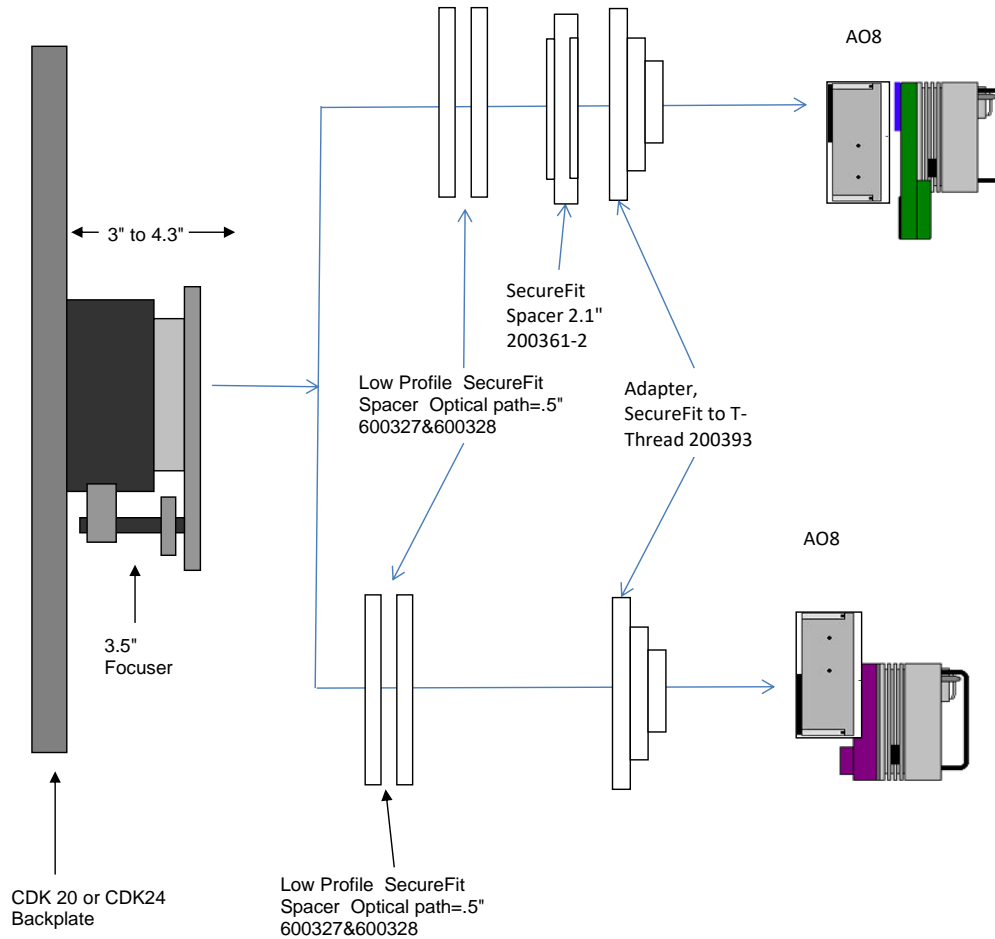 AO8
3" to 4.3"
SecureFit
Spacer 2.1"
200361-2
Low Profile  SecureFit
Spacer  Optical path=.5"
600327&600328
Adapter,
SecureFit to T-
Thread 200393
AO8
3.5"
Focuser
CDK 20 or CDK24
Backplate
Low Profile  SecureFit
Spacer  Optical path=.5"
600327&600328